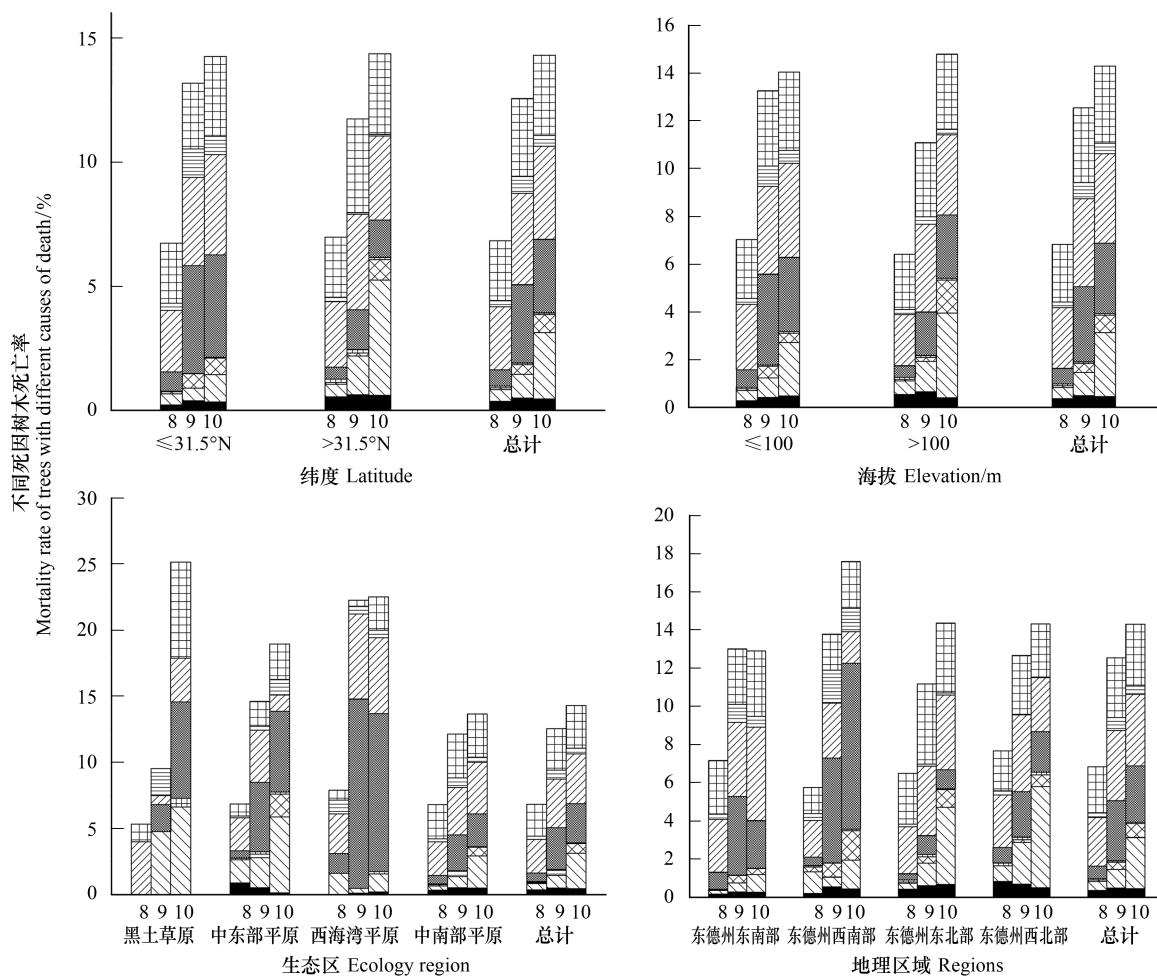 不同死因树木死亡率
Mortality rate of trees with different causes of death/%
15
10
5
0
8 9 10 8 9 10 8 9 10
≤31.5°N >31.5°N 总计
纬度 Latitude
16
14
12
10
8
6
4
2
0
8 9 10 8 9 10 8 9 10
≤100 >100 总计
海拔 Elevation/m
30
25
20
15
10
5
0
8 9 10 8 9 10 8 9 10 8 9 10 8 9 10
黑土草原 中东部平原 西海湾平原 中南部平原 总计
生态区 Ecology region
20
18
16
14
12
10
8
6
4
2
0
8 9 10 8 9 10 8 9 10 8 9 10 8 9 10
东德州东南部 东德州西南部 东德州东北部 东德州西北部 总计
地理区域 Regions